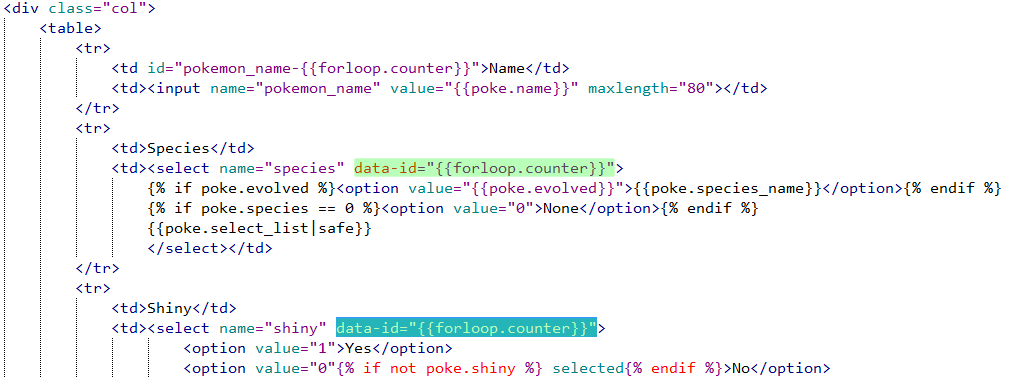 <div class="col">
<table>
<tr>
<td id="pokemon_name-{{forloop.counter}}">Name</td>
<td><input name="pokemon_name" value="{{poke.name}}" maxlength="80"></td>
</tr>
<tr>
<td>Species</td>
<td><select name="species" data-id="{{forloop.counter}}">
{% if poke.evolved %}<option value="{{poke.evolved}}">{{poke.species_name}}</option>{% endif %}
{% if poke.species == 0 %}<option value="0">None</option>{% endif %}
{{poke.select_list|safe}}
</select></td>
</tr>
<tr>
<td>Shiny</td>
<td><select name="shiny" data-id="{{forloop.counter}}">
<option value="1">Yes</option>
<option value="0"{% if not poke.shiny %} selected{% endif %}>No</option>